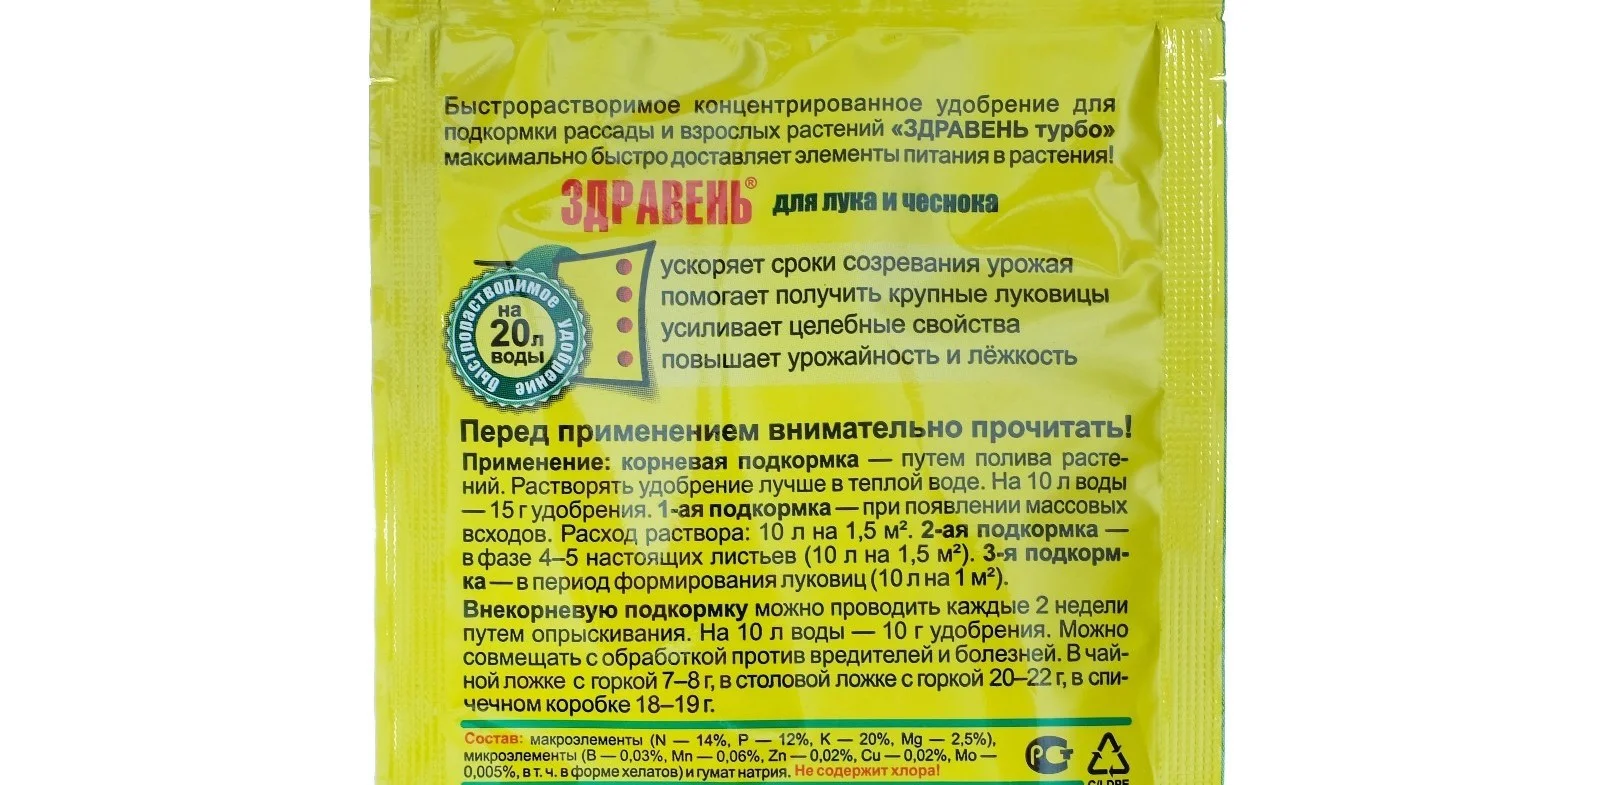 Быстрорастворимое концентрированное удобрение для
подкормки рассады и взрослых растений «ЗДРАВЕНЬ турбо»
максимально быстро доставляет элементы питания в растения!
ЗДРАВЕНЬ® для лука и чеснока
быстрорастворимое удобрение
на
20л
воды
ускоряет сроки созревания урожая
помогает получить крупные луковицы
усиливает целебные свойства
повышает урожайность и лёжкость
Перед применением внимательно прочитать!
Применение: корневая подкормка — путем полива расте-
ний. Растворять удобрение лучше в теплой воде. На 10 л воды
— 15 г удобрения. 1-ая подкормка — при появлении массовых
всходов. Расход раствора: 10 л на 1,5 м². 2-ая подкормка —
в фазе 4–5 настоящих листьев (10 л на 1,5 м²). 3-я подкорм-
ка — в период формирования луковиц (10 л на 1 м²).
Внекорневую подкормку можно проводить каждые 2 недели
путем опрыскивания. На 10 л воды — 10 г удобрения. Можно
совмещать с обработкой против вредителей и болезней. В чай-
ной ложке с горкой 7–8 г, в столовой ложке с горкой 20–22 г, в спи-
чечном коробке 18–19 г.
Состав: макроэлементы (N — 14%, P — 12%, K — 20%, Mg — 2,5%),
микроэлементы (B — 0,03%, Mn — 0,06%, Zn — 0,02%, Cu — 0,02%, Mo —
0,005%, в т. ч. в форме хелатов) и гумат натрия. Не содержит хлора!
РСТ
C/LDPE